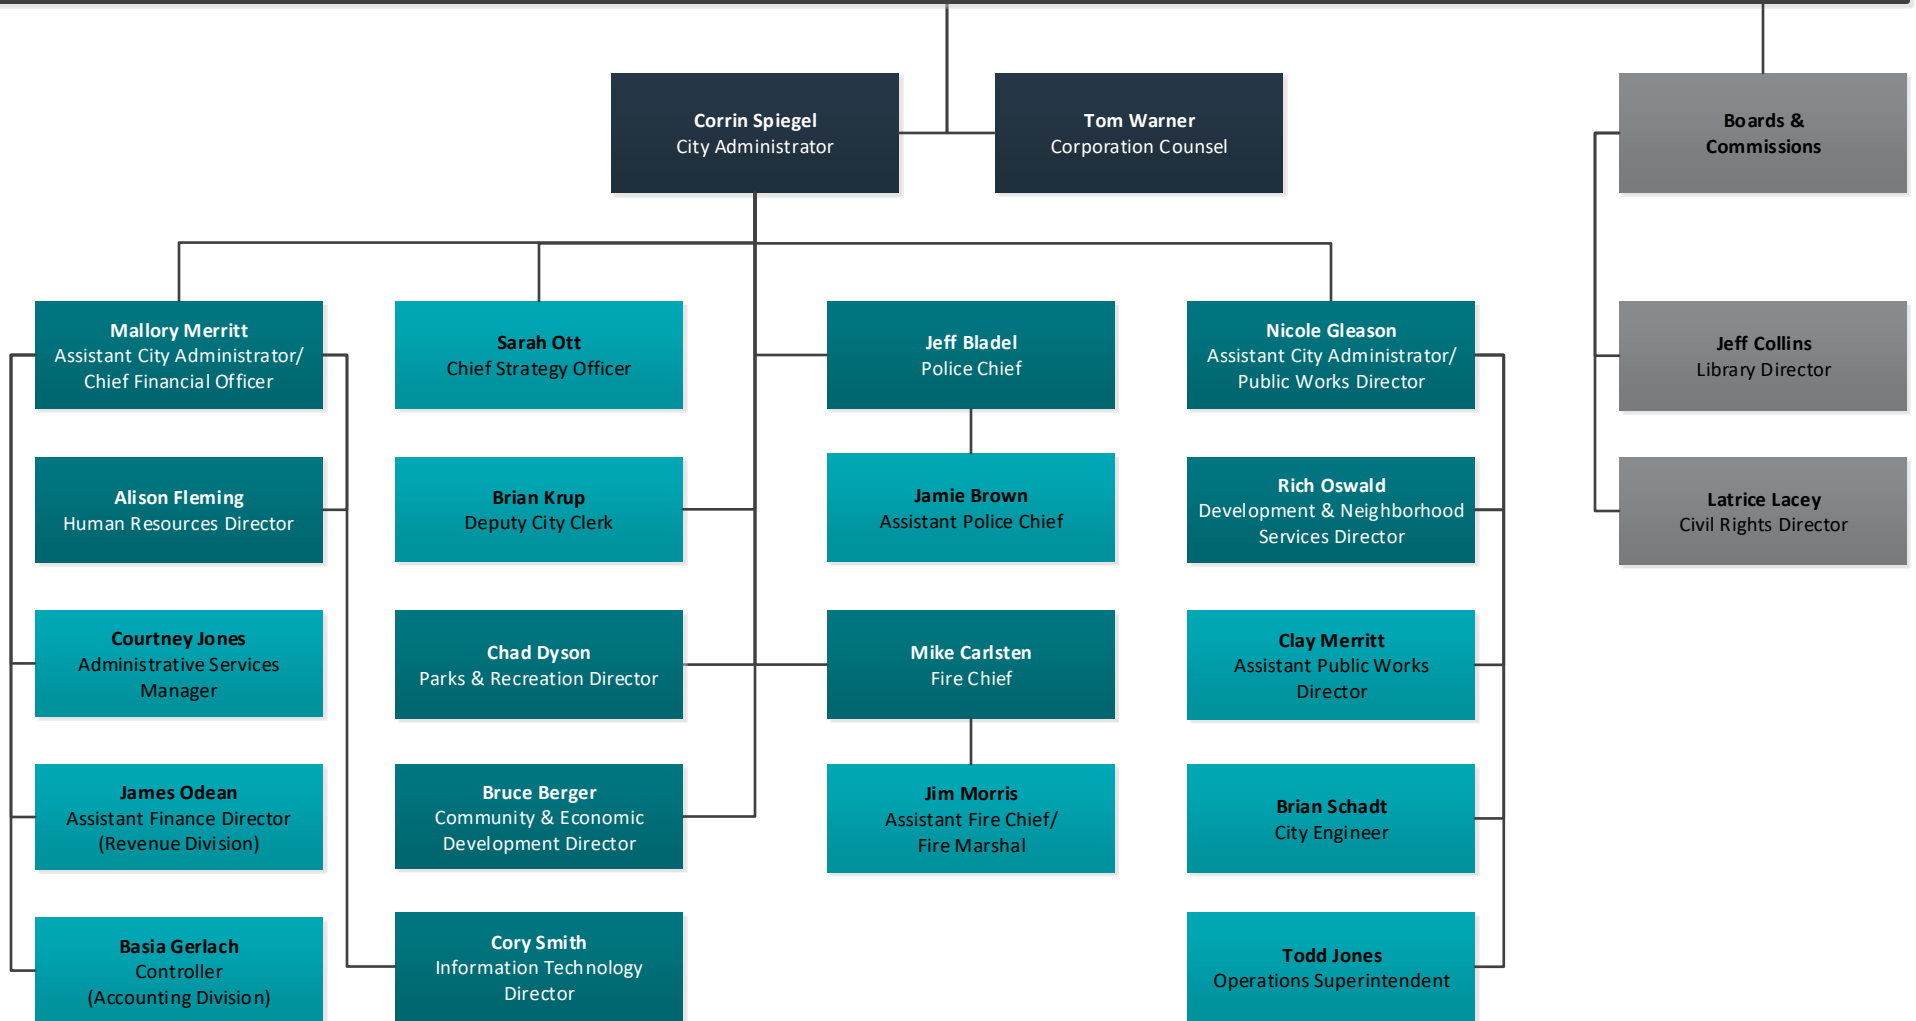 Corrin Spiegel
City Administrator
Tom Warner
Corporation Counsel
Boards &
Commissions
Mallory Merritt
Assistant City Administrator/
Chief Financial Officer
Sarah Ott
Chief Strategy Officer
Jeff Bladel
Police Chief
Nicole Gleason
Assistant City Administrator/
Public Works Director
Jeff Collins
Library Director
Alison Fleming
Human Resources Director
Brian Krup
Deputy City Clerk
Jamie Brown
Assistant Police Chief
Rich Oswald
Development & Neighborhood
Services Director
Latrice Lacey
Civil Rights Director
Courtney Jones
Administrative Services
Manager
Chad Dyson
Parks & Recreation Director
Mike Carlsten
Fire Chief
Clay Merritt
Assistant Public Works
Director
James Odean
Assistant Finance Director
(Revenue Division)
Bruce Berger
Community & Economic
Development Director
Jim Morris
Assistant Fire Chief/
Fire Marshal
Brian Schadt
City Engineer
Basia Gerlach
Controller
(Accounting Division)
Cory Smith
Information Technology
Director
Todd Jones
Operations Superintendent